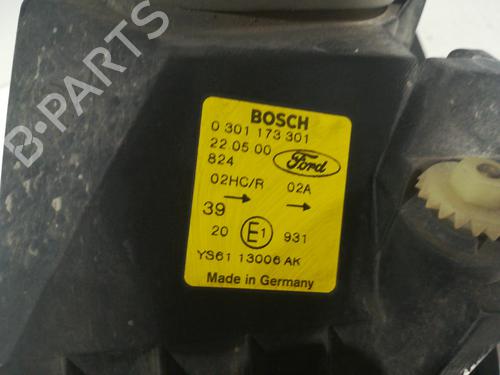 BOSCH
0 301 173 301
22 05 00
824
Ford
02HC/R 02A
39
20 E1 931
YS61 13006 AK
Made in Germany
B-PARTS